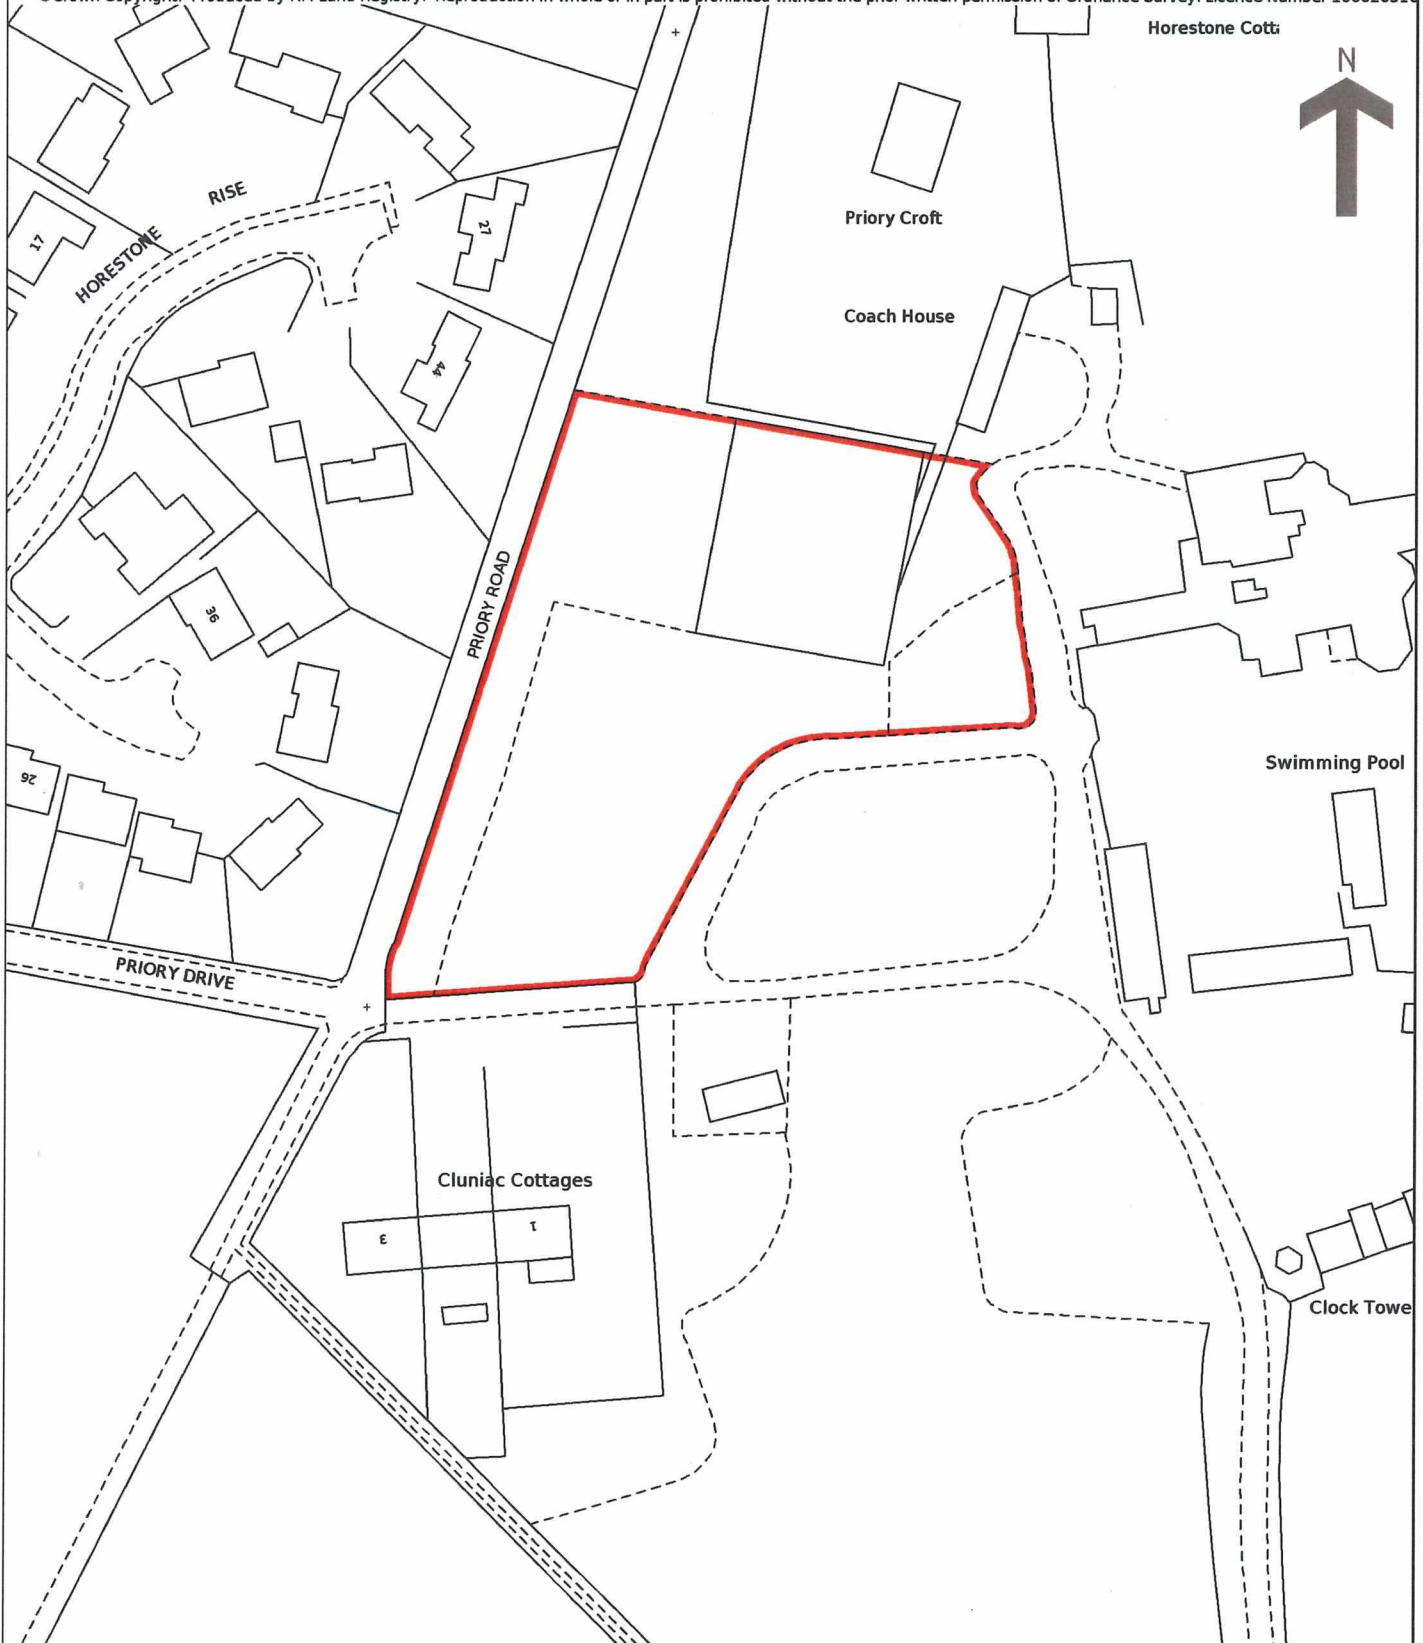 Horestone Cott
N
RISE
HORESTONE
17
27
Priory Croft
Coach House
44
PRIORY ROAD
36
26
Swimming Pool
PRIORY DRIVE
Cluniac Cottages
3
1
Clock Towe